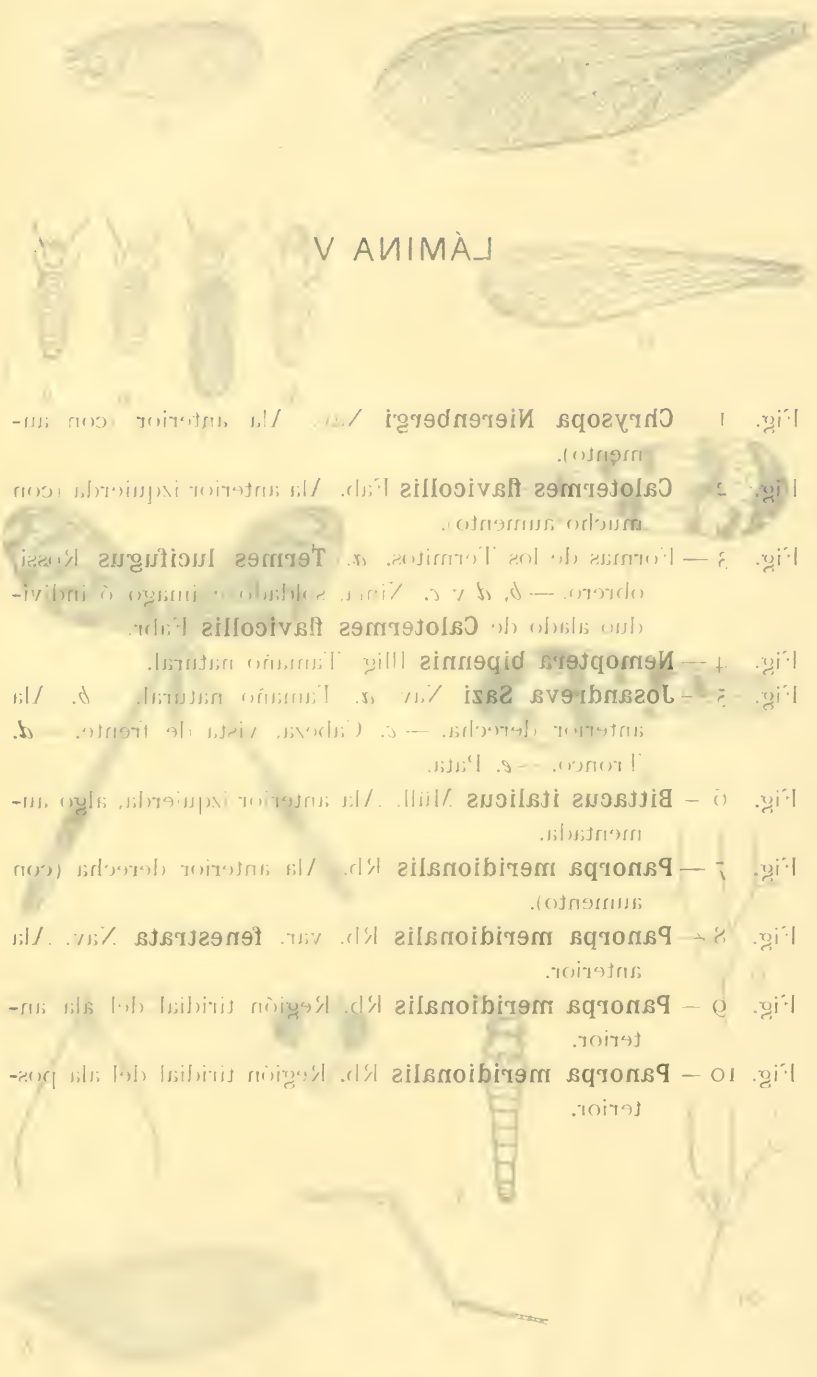 LÀMINA V
Fig. 1 Chrysopa Nierenbergi Nav. Ala anterior (con au-
mento).
Fig. 2 Calotermes flavicollis Fab. Ala anterior izquierda (con
mucho aumento).
Fig. 3 — Formas de los Termitos. a. Termes lucifugus Rossi,
obrero. — b, d y c. soldado é imago ó indivi-
duo alado de Calotermes flavicollis Fabr.
Fig. 4 — Nemoptera bipennis Illig. Tamaño natural.
Fig. 5 — Josandreva Sazi Nav. a. Tamaño natural. b. Ala
anterior derecha. — c. Cabeza, vista de frente. d.
Tronco. — e. Pata.
Fig. 6 – Bittacus italicus Müll. Ala anterior izquierda, algo au-
mentada.
Fig. 7 — Panorpa meridionalis Rb. Ala anterior derecha (con
aumento).
Fig. 8 — Panorpa meridionalis Rb. var. fenestrata Nav. Ala
anterior.
Fig. 9 – Panorpa meridionalis Rb. Región tiridial del ala an-
terior.
Fig. 10 – Panorpa meridionalis Rb. Región tiridial del ala pos-
terior.